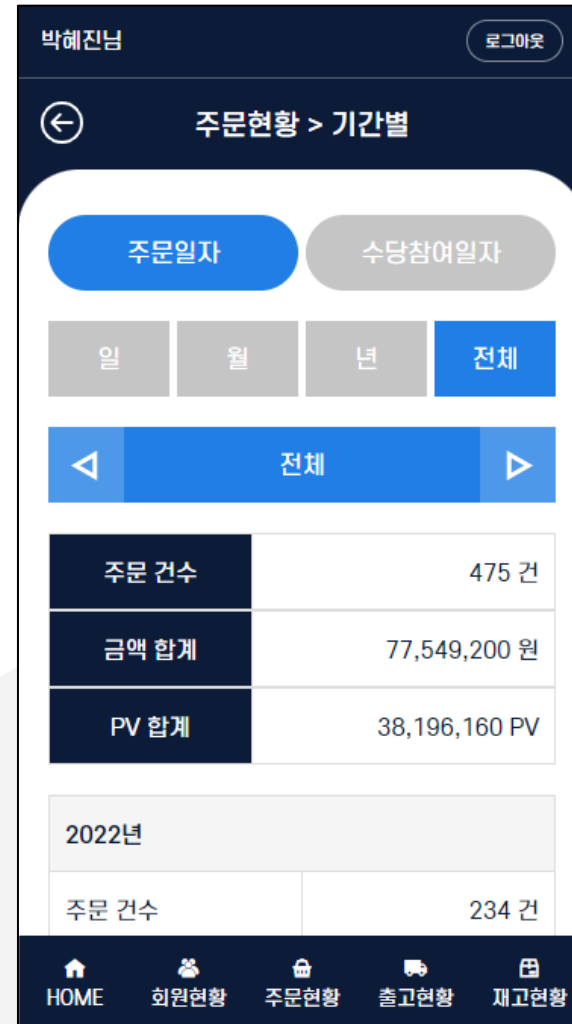 박혜진님 로그아웃
주문현황 > 기간별
주문일자 수당참여일자
일 월 년 전체
전체
주문 건수 475 건
금액 합계 77,549,200 원
PV 합계 38,196,160 PV
2022년
주문 건수 234 건
HOME 회원현황 주문현황 출고현황 재고현황